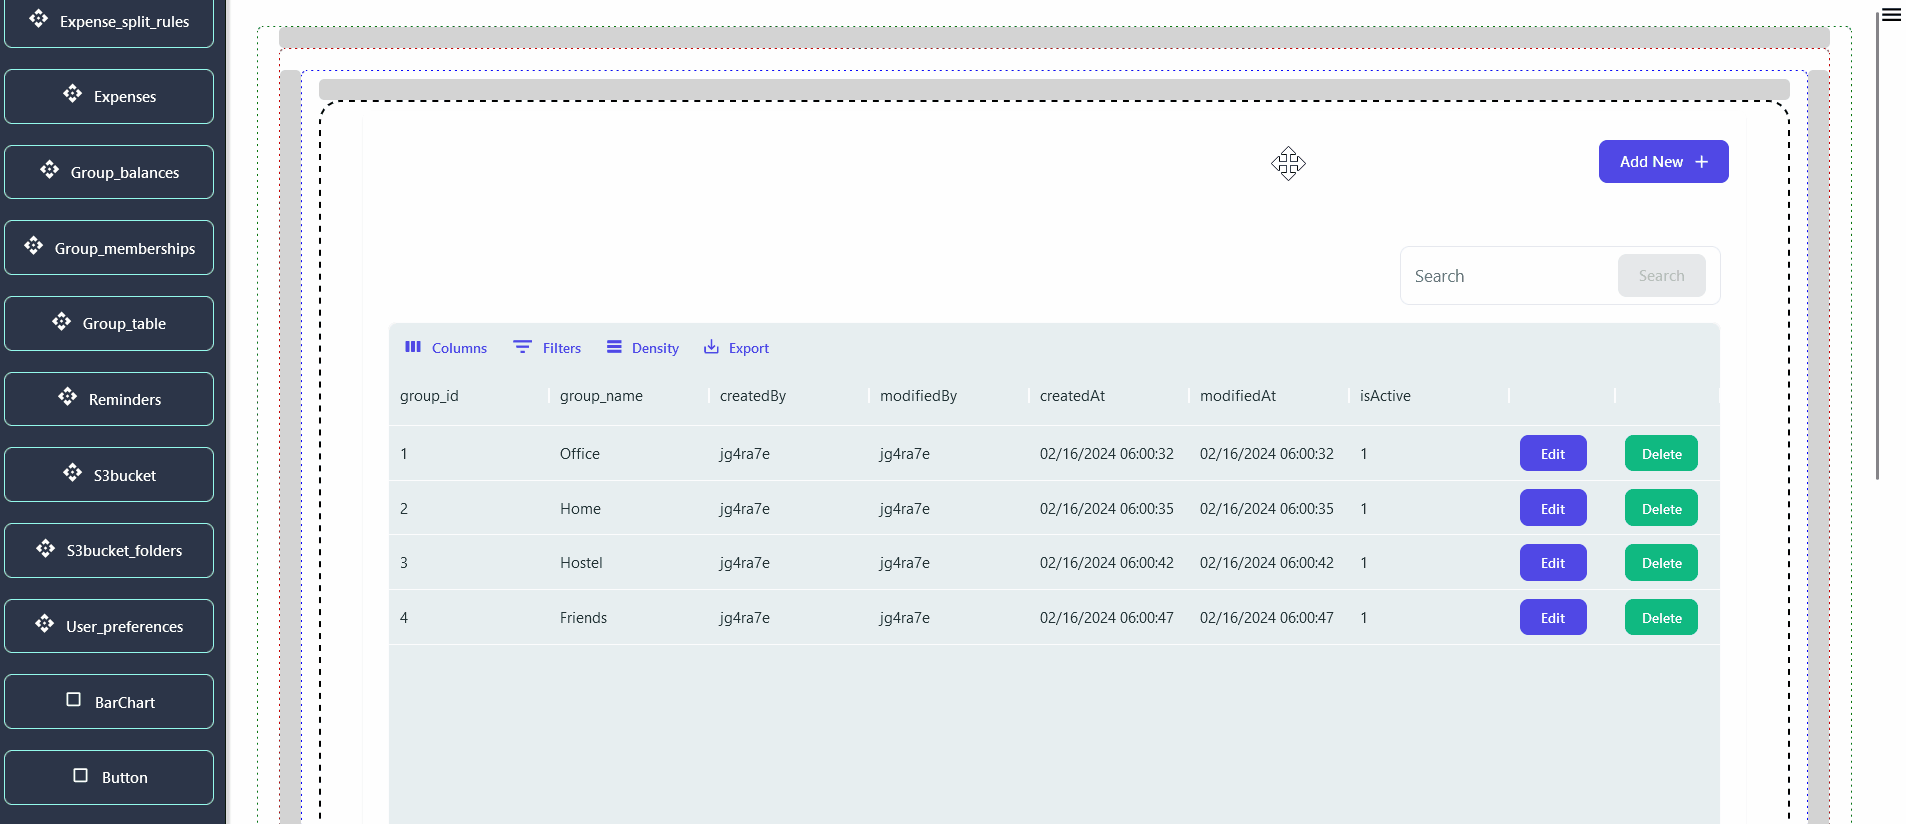 Expense_split_rules
Expenses
Group_balances
Group_memberships
Group_table
Reminders
S3bucket
S3bucket_folders
User_preferences
BarChart
Button
Add New +
Search Search
Columns Filters Density Export
group_id group_name createdBy modifiedBy createdAt modifiedAt isActive
1 Office jg4ra7e jg4ra7e 02/16/2024 06:00:32 02/16/2024 06:00:32 1 Edit Delete
2 Home jg4ra7e jg4ra7e 02/16/2024 06:00:35 02/16/2024 06:00:35 1 Edit Delete
3 Hostel jg4ra7e jg4ra7e 02/16/2024 06:00:42 02/16/2024 06:00:42 1 Edit Delete
4 Friends jg4ra7e jg4ra7e 02/16/2024 06:00:47 02/16/2024 06:00:47 1 Edit Delete